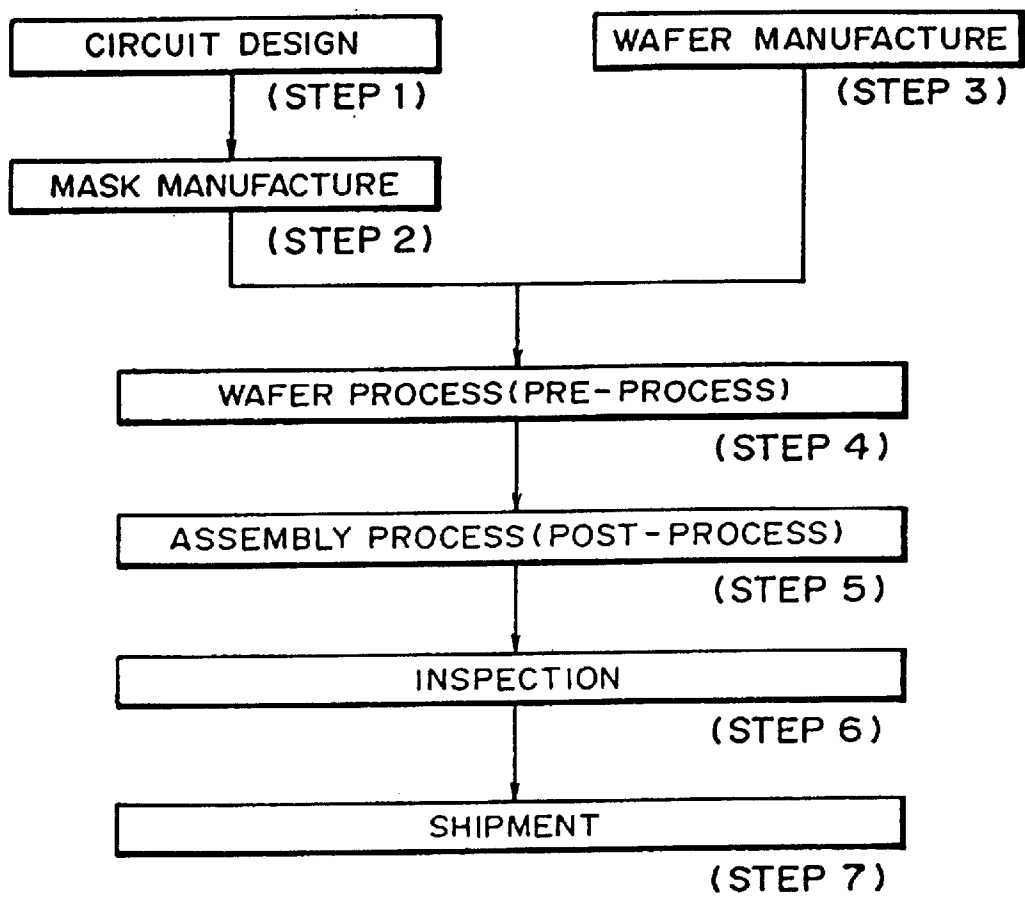 CIRCUIT DESIGN
(STEP 1)
MASK MANUFACTURE
(STEP 2)
WAFER MANUFACTURE
(STEP 3)
WAFER PROCESS(PRE-PROCESS)
(STEP 4)
ASSEMBLY PROCESS(POST-PROCESS)
(STEP 5)
INSPECTION
(STEP 6)
SHIPMENT
(STEP 7)